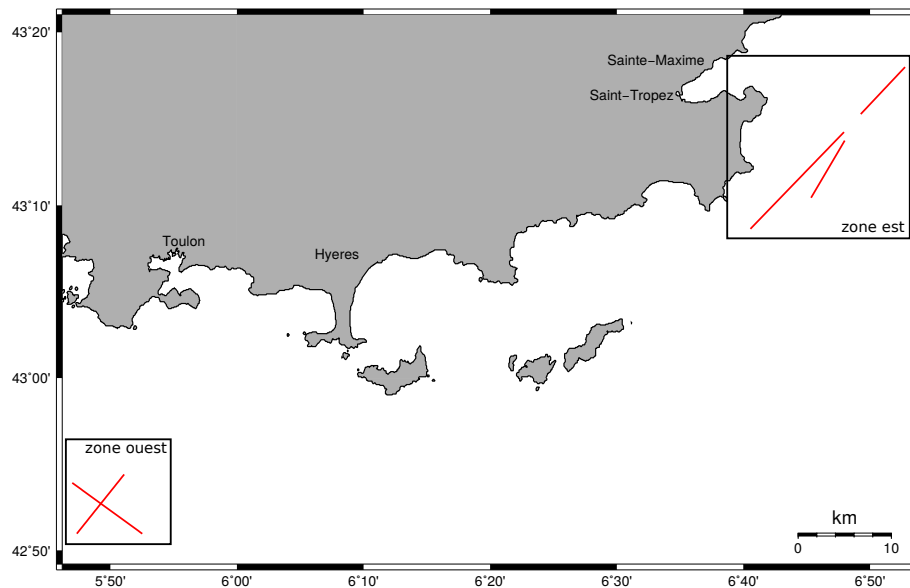 43°20'
Sainte−Maxime
Saint−Tropez
43°10'
zone est
Toulon
Hyeres
43°00'
zone ouest
km
0 10
42°50'
5°50' 6°00' 6°10' 6°20' 6°30' 6°40' 6°50'